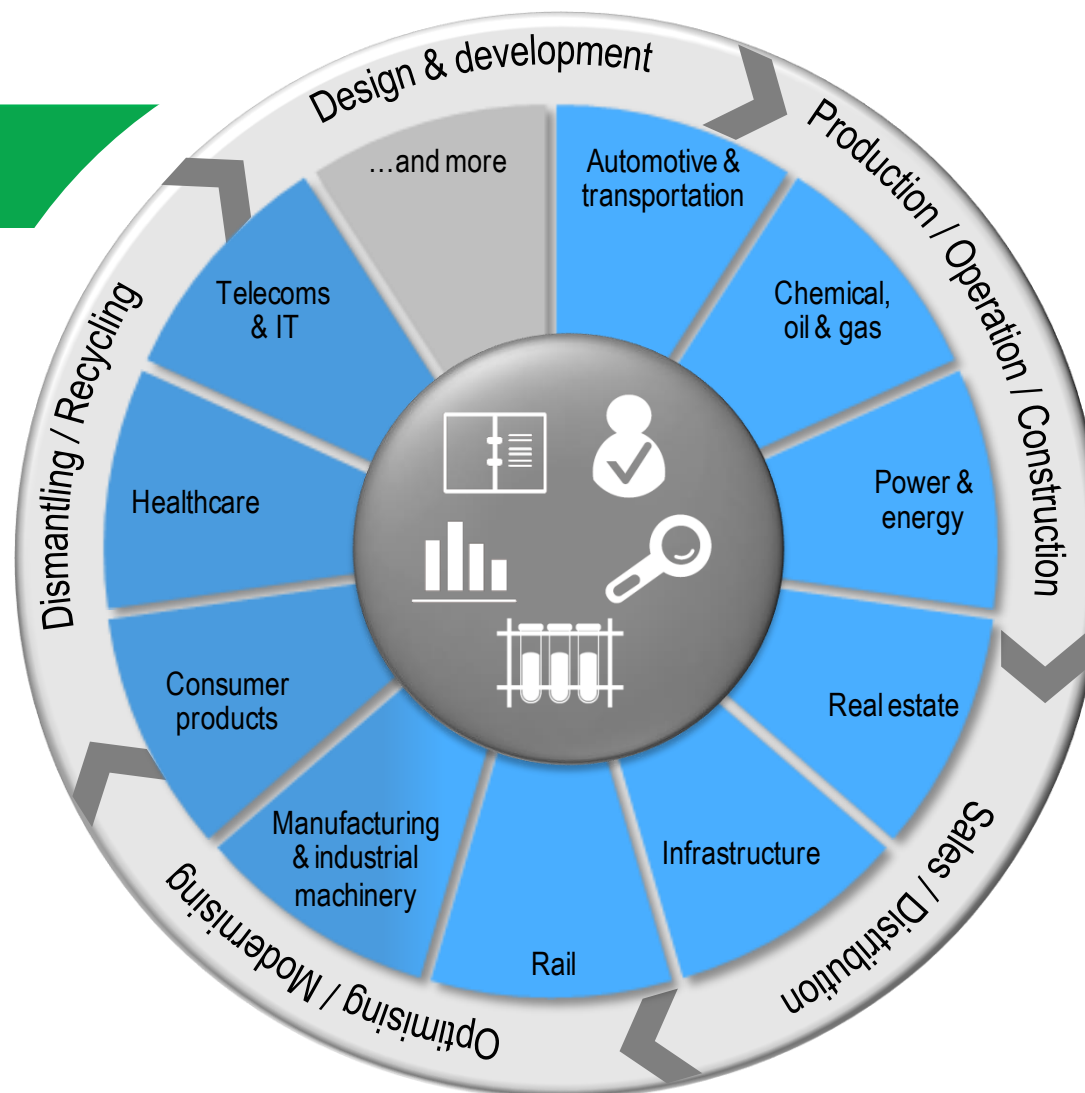 Design & development
Production / Operation / Construction
Sales / Distribution
Optimising / Modernising
Dismantling / Recycling
Automotive &
transportation
Chemical,
oil & gas
Power &
energy
Real estate
Infrastructure
Rail
Manufacturing
& industrial
machinery
Consumer
products
Healthcare
Telecoms
& IT
…and more